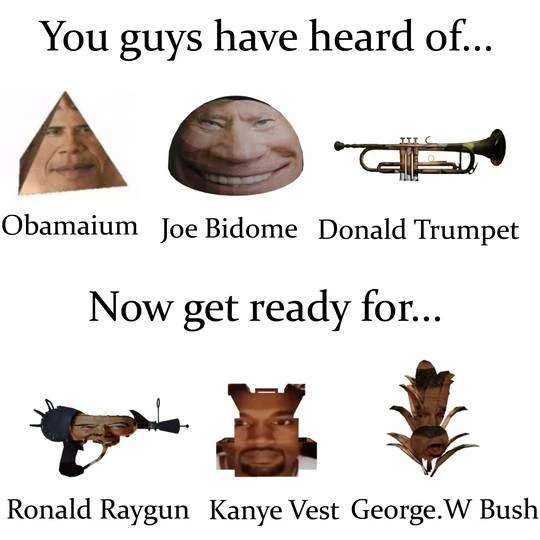 You guys have heard of...
Obamaium Joe Bidome Donald Trumpet
Now get ready for...
Ronald Raygun Kanye Vest George.W Bush